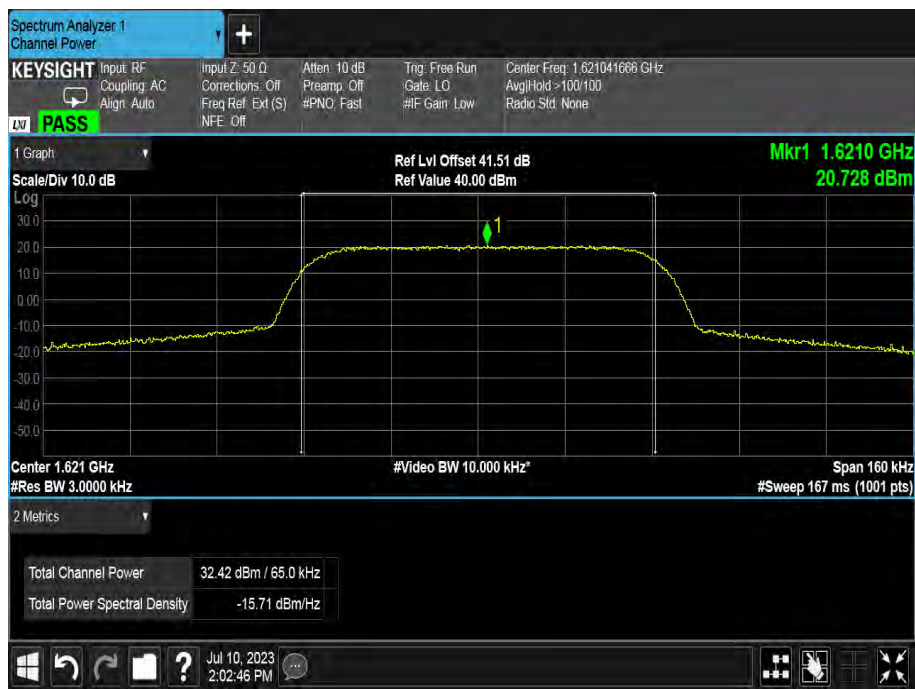 Spectrum Analyzer 1
Channel Power
+
KEYSIGHT
Input: RF
Coupling: AC
Align: Auto
LXI PASS
Input Z: 50 Ω
Corrections: Off
Freq Ref: Ext (S)
NFE: Off
Atten: 10 dB
Preamp: Off
#PNO: Fast
Trig: Free Run
Gate: LO
#IF Gain: Low
Center Freq: 1.621041666 GHz
Avg|Hold >100/100
Radio Std: None
1 Graph
Scale/Div 10.0 dB
Ref Lvl Offset 41.51 dB
Ref Value 40.00 dBm
Mkr1 1.6210 GHz
20.728 dBm
Log
30.0
20.0
10.0
0.00
-10.0
-20.0
-30.0
-40.0
-50.0
1
Center 1.621 GHz
#Res BW 3.0000 kHz
#Video BW 10.000 kHz*
Span 160 kHz
#Sweep 167 ms (1001 pts)
2 Metrics
Total Channel Power 32.42 dBm / 65.0 kHz
Total Power Spectral Density -15.71 dBm/Hz
?
Jul 10, 2023
2:02:46 PM